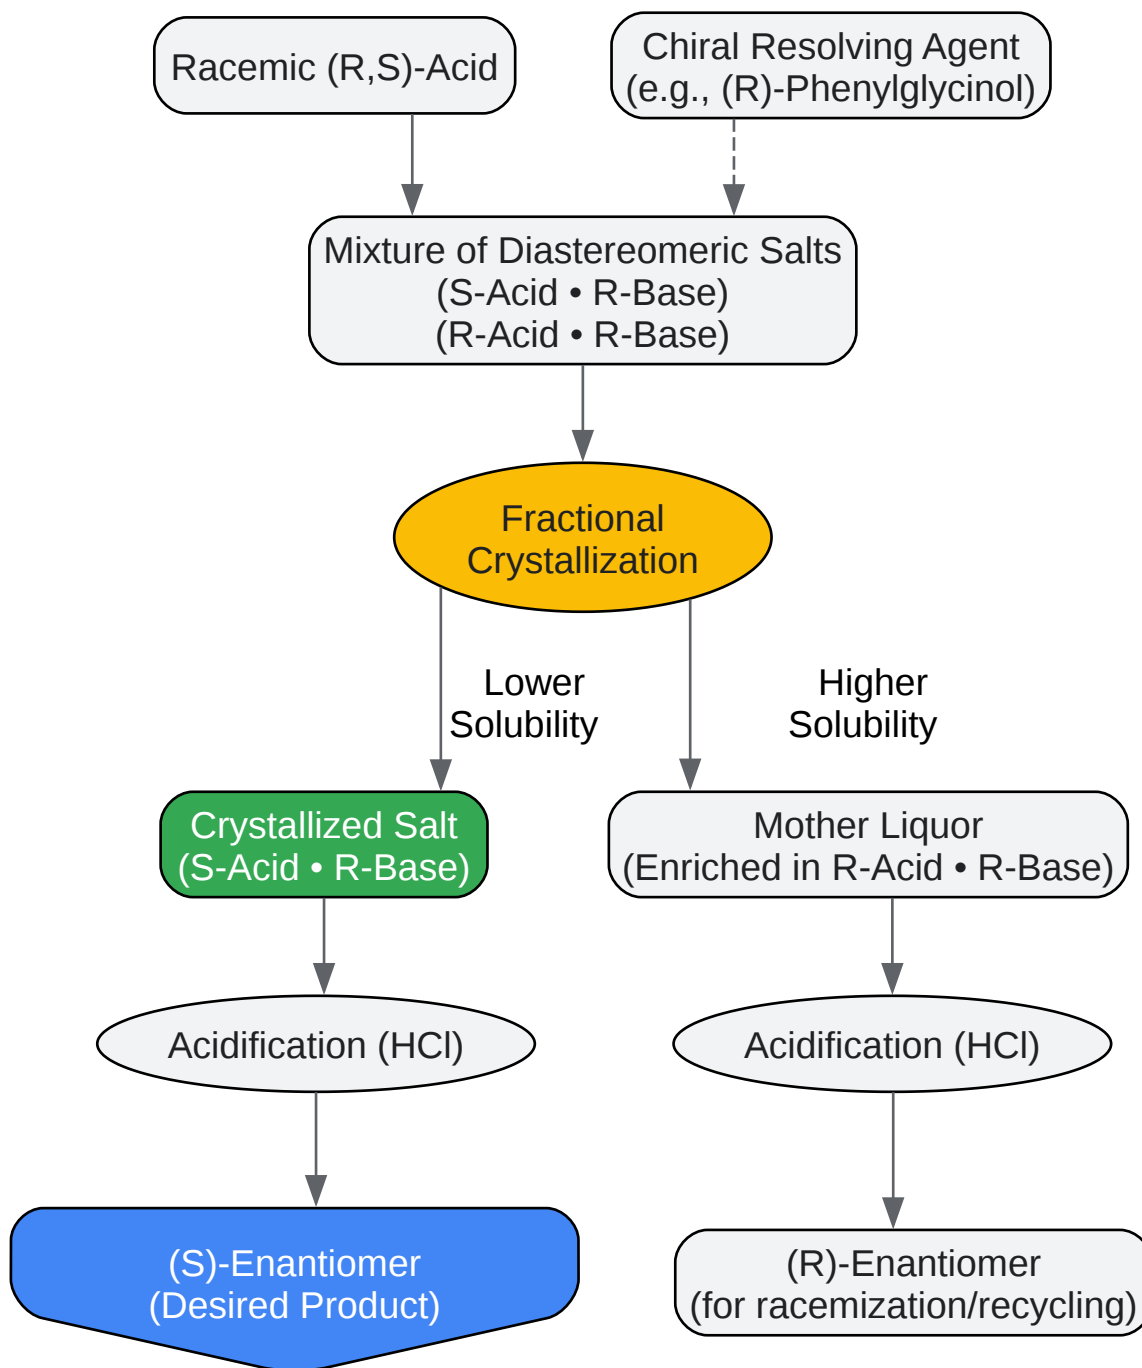 Racemic (R,S)-Acid
Chiral Resolving Agent
(e.g., (R)-Phenylglycinol)
Mixture of Diastereomeric Salts
(S-Acid • R-Base)
(R-Acid • R-Base)
Fractional
Crystallization
Lower
Solubility
Higher
Solubility
Crystallized Salt
(S-Acid • R-Base)
Mother Liquor
(Enriched in R-Acid • R-Base)
Acidification (HCl)
Acidification (HCl)
(S)-Enantiomer
(Desired Product)
(R)-Enantiomer
(for racemization/recycling)